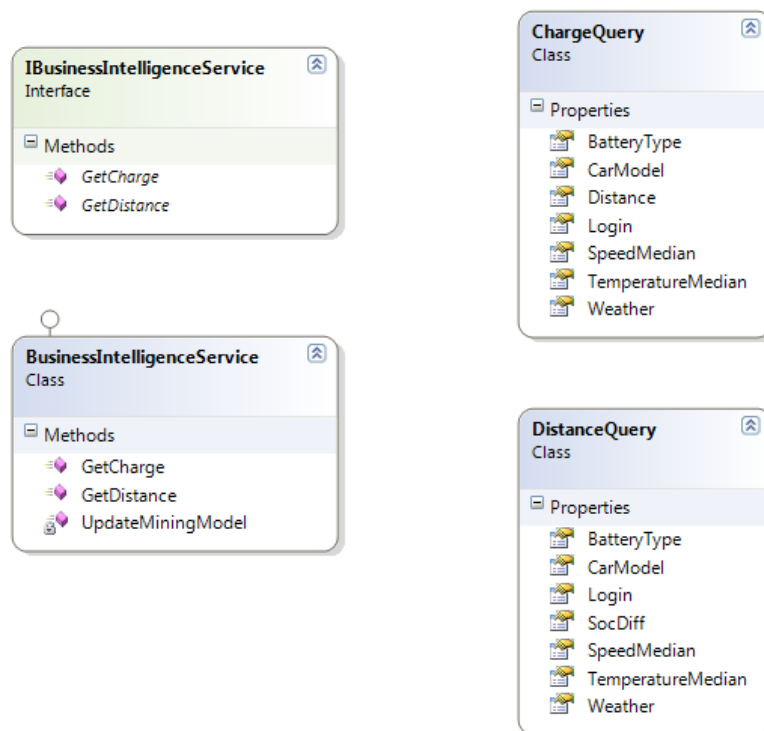 IBusinessIntelligenceService
Interface
Methods
GetCharge
GetDistance
BusinessIntelligenceService
Class
Methods
GetCharge
GetDistance
UpdateMiningModel
ChargeQuery
Class
Properties
BatteryType
CarModel
Distance
Login
SpeedMedian
TemperatureMedian
Weather
DistanceQuery
Class
Properties
BatteryType
CarModel
Login
SocDiff
SpeedMedian
TemperatureMedian
Weather